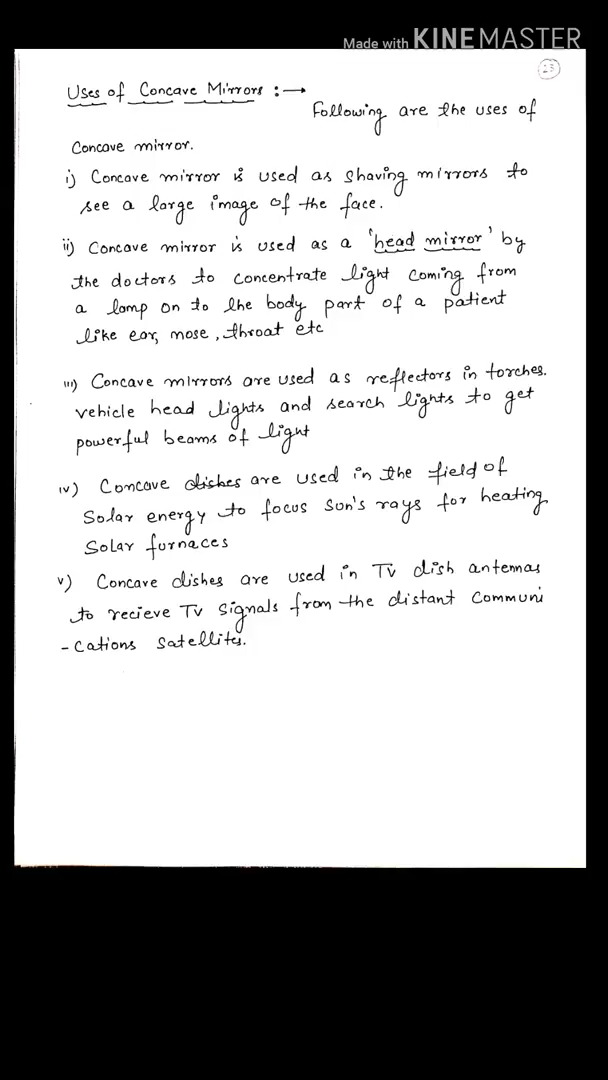 Made with KINEMASTER
23
Uses of Concave Mirrors :→
Following are the uses of
Concave mirror.
i) Concave mirror is used as shaving mirrors to
see a large image of the face.
ii) Concave mirror is used as a 'head mirror' by
the doctors to concentrate light coming from
a lamp on to the body part of a patient
like ear, nose, throat etc
iii) Concave mirrors are used as reflectors in torches.
vehicle head lights and search lights to get
powerful beams of light
iv) Concave dishes are used in the field of
Solar energy to focus sun's rays for heating
Solar furnaces
v) Concave dishes are used in TV dish antennas
to recieve TV signals from the distant Communi
-cations satellites.